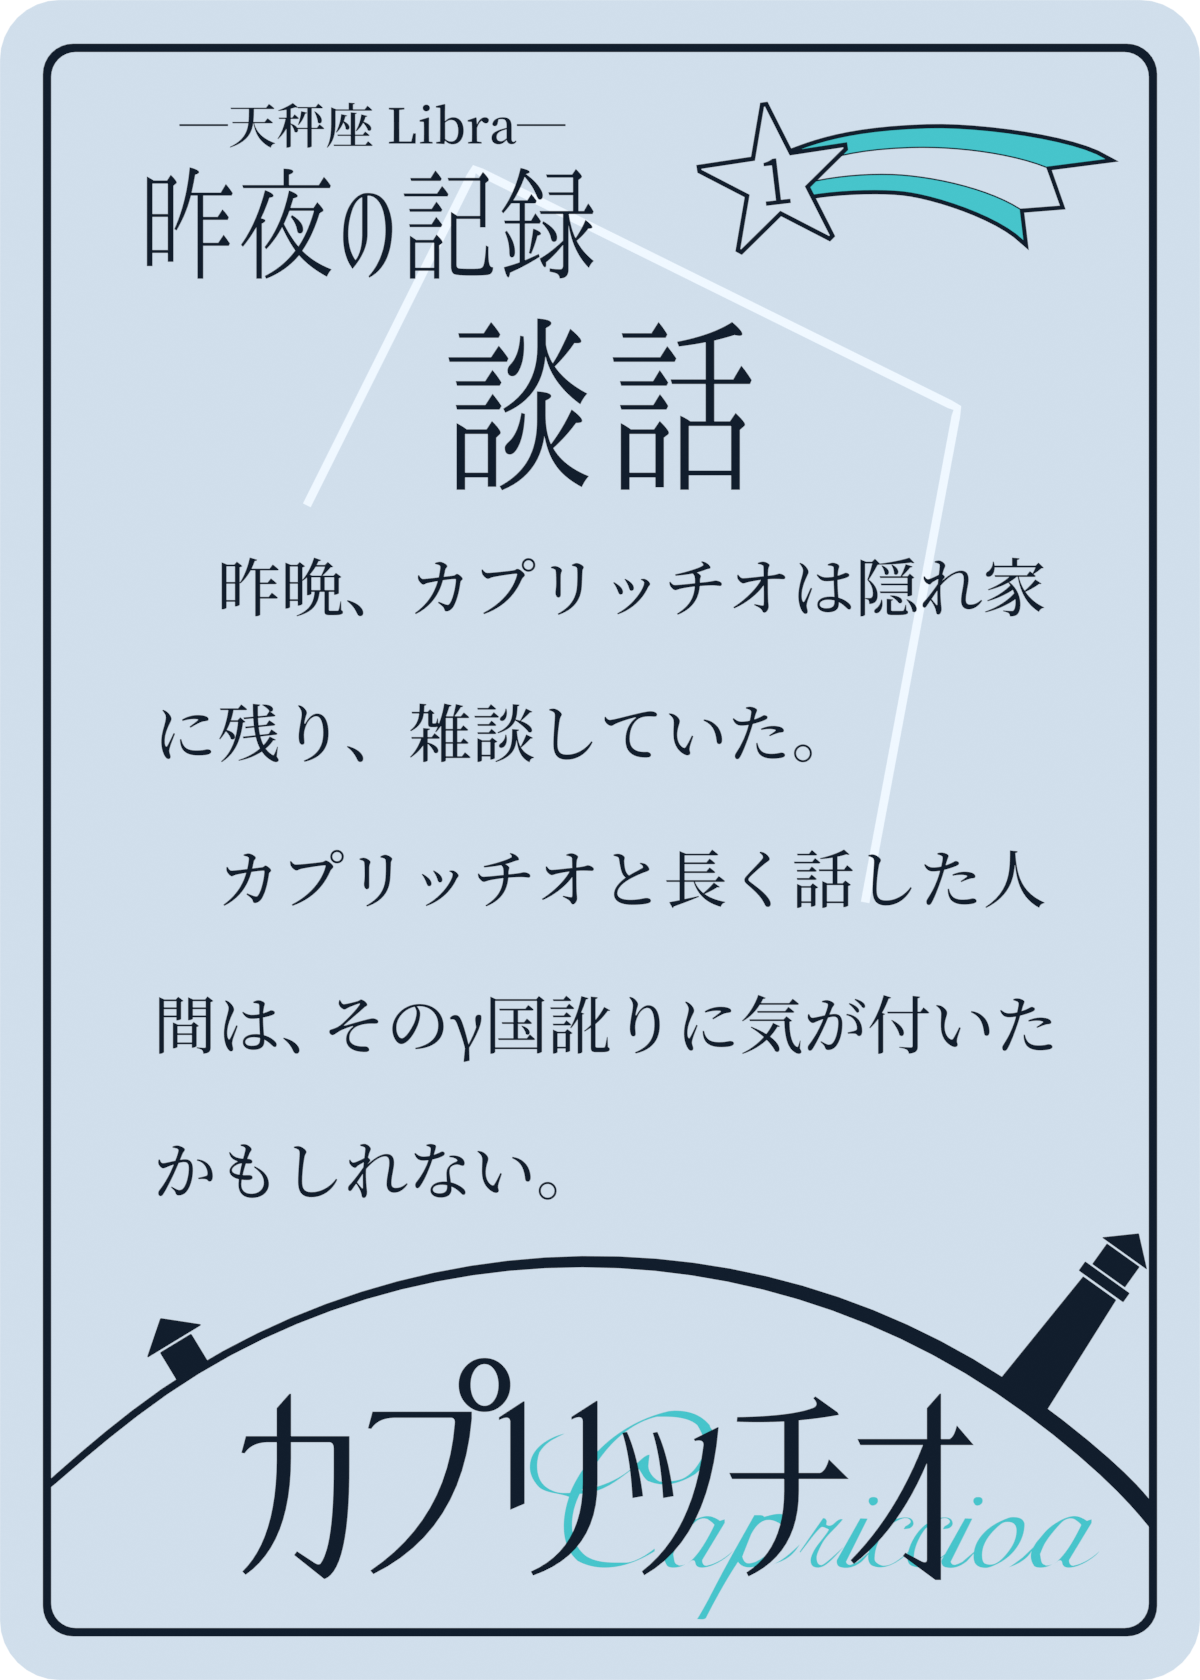 —天秤座 Libra—
昨夜の記録
1
談話
昨晩、カプリッチオは隠れ家
に残り、雑談していた。
カプリッチオと長く話した人
間は、そのγ国訛りに気が付いた
かもしれない。
カプリッチオ
Capriccioa